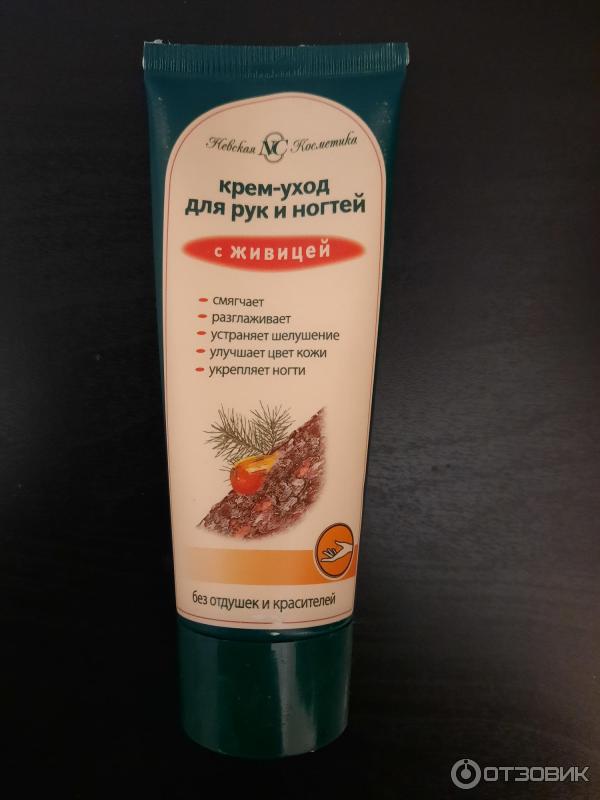 Невская NC Косметика
крем-уход
для рук и ногтей
с живицей
- смягчает
- разглаживает
- устраняет шелушение
- улучшает цвет кожи
- укрепляет ногти
без отдушек и красителей
ОТЗОВИК